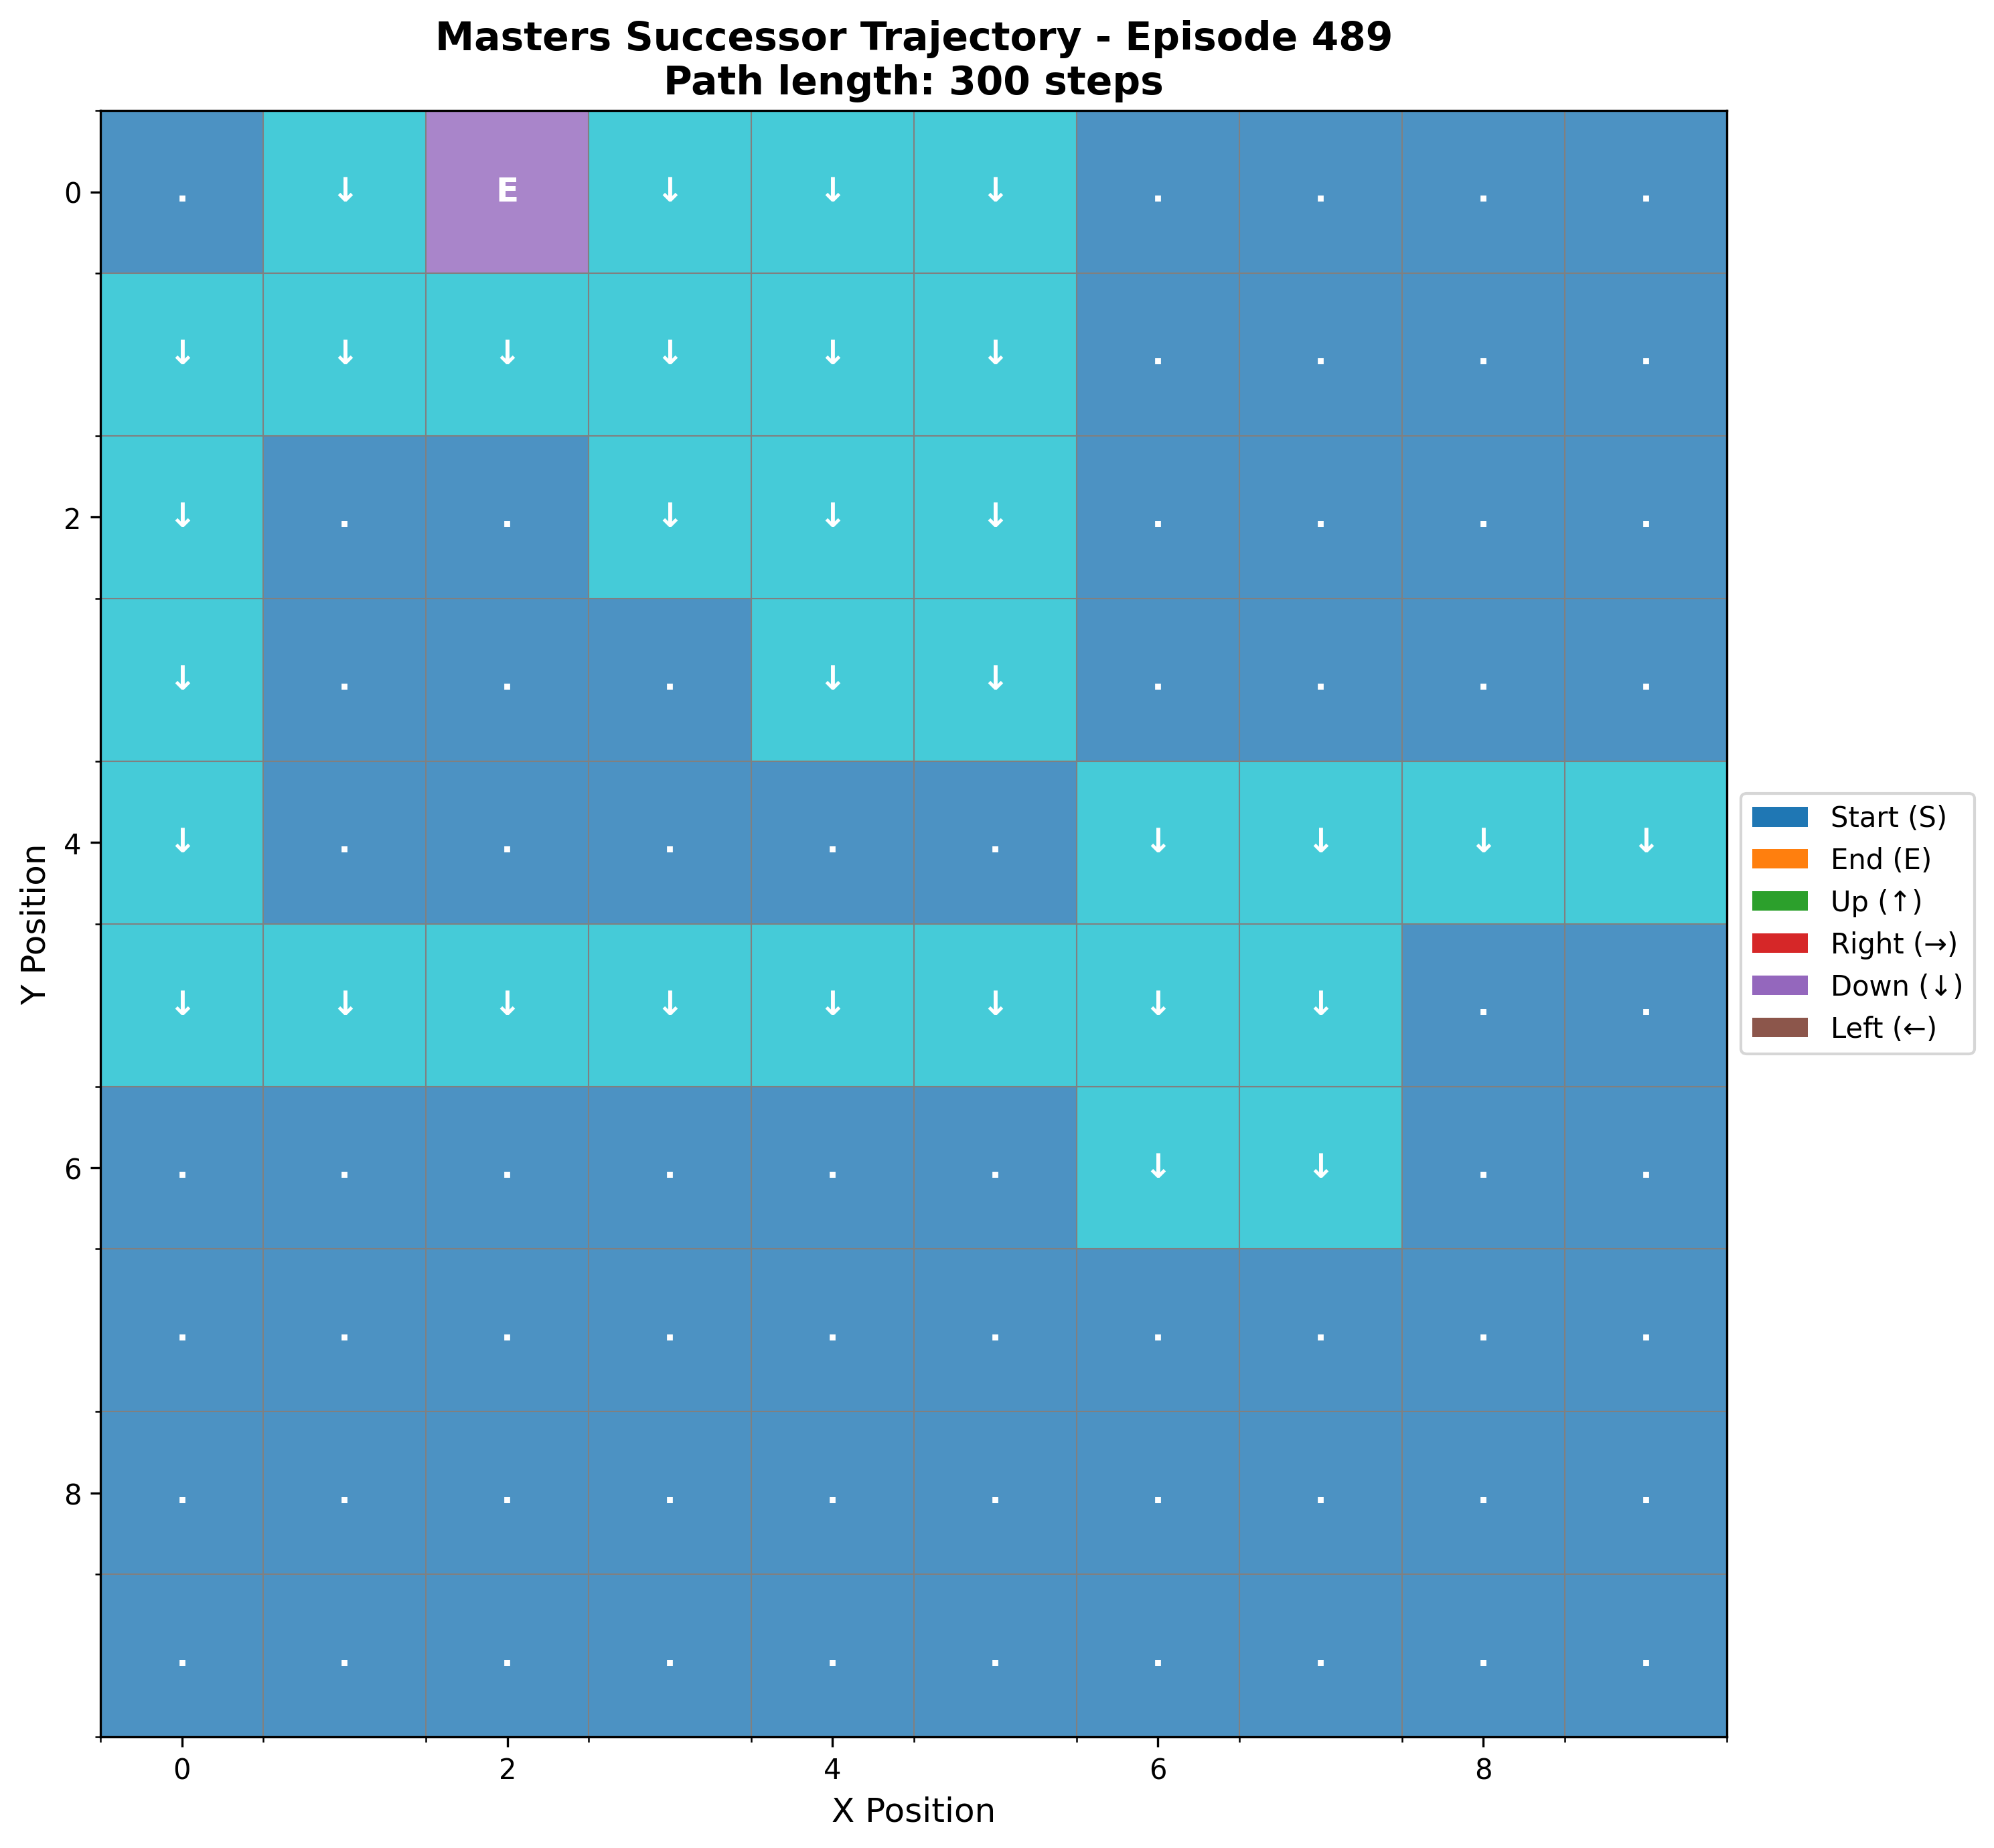 Masters Successor Trajectory - Episode 489
Path length: 300 steps
0 . ↓ E ↓ ↓ ↓ . . . .
↓ ↓ ↓ ↓ ↓ ↓ . . . .
2 ↓ . . ↓ ↓ ↓ . . . .
↓ . . . ↓ ↓ . . . .
4 ↓ . . . . . ↓ ↓ ↓ ↓
↓ ↓ ↓ ↓ ↓ ↓ ↓ ↓ . .
6 . . . . . . ↓ ↓ . .
. . . . . . . . . .
8 . . . . . . . . . .
. . . . . . . . . .
0 2 4 6 8
X Position
Y Position
Start (S)
End (E)
Up (↑)
Right (→)
Down (↓)
Left (←)